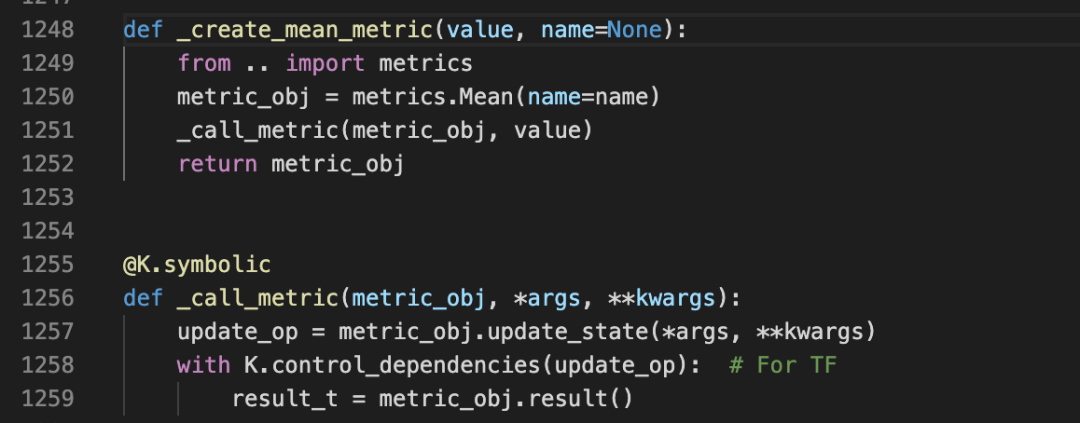 1248 def _create_mean_metric(value, name=None):
1249     from .. import metrics
1250     metric_obj = metrics.Mean(name=name)
1251     _call_metric(metric_obj, value)
1252     return metric_obj
1253
1254
1255 @K.symbolic
1256 def _call_metric(metric_obj, *args, **kwargs):
1257     update_op = metric_obj.update_state(*args, **kwargs)
1258     with K.control_dependencies(update_op):  # For TF
1259         result_t = metric_obj.result()